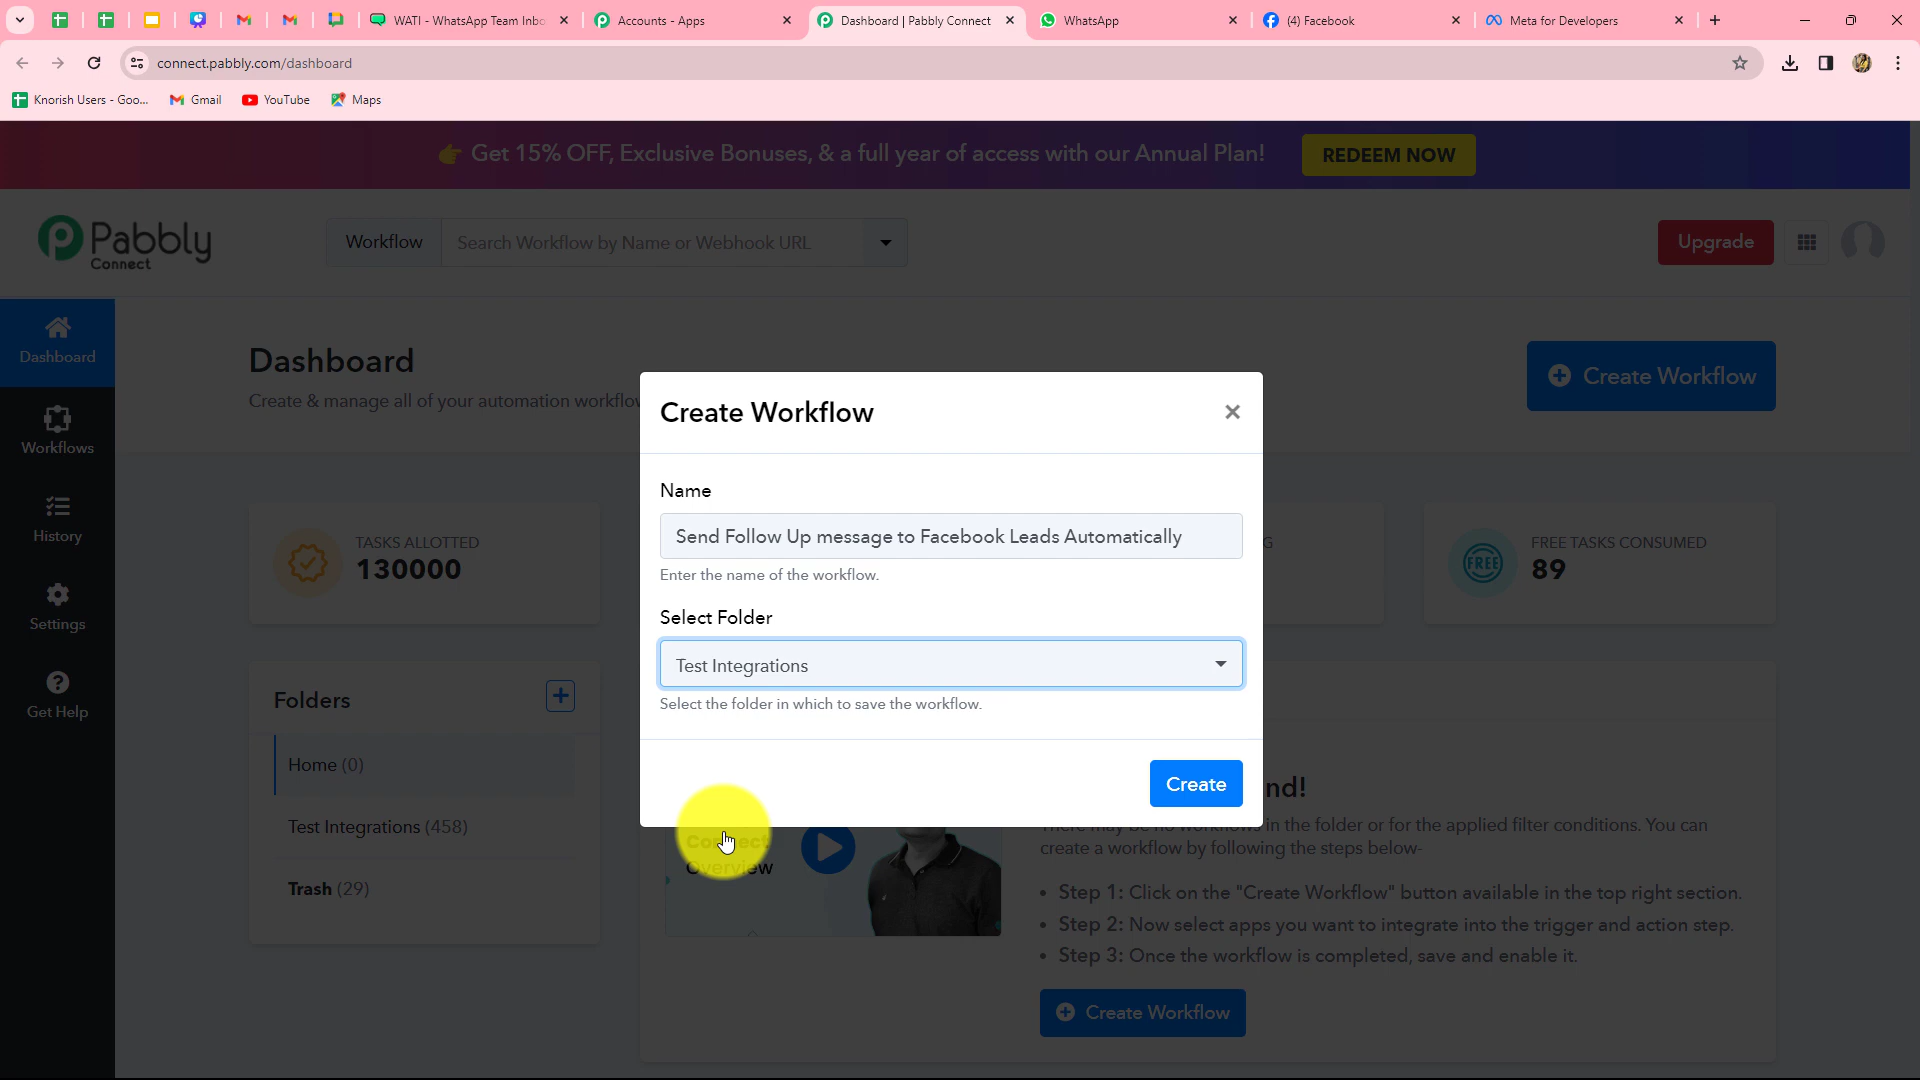 WATI - WhatsApp Team Inbo
Accounts - Apps
Dashboard | Pabbly Connect
WhatsApp
(4) Facebook
Meta for Developers
connect.pabbly.com/dashboard
Knorish Users - Goo...
Gmail
YouTube
Maps
Get 15% OFF, Exclusive Bonuses, & a full year of access with our Annual Plan!
REDEEM NOW
Pabbly
Connect
Workflow
Search Workflow by Name or Webhook URL
Upgrade
Dashboard
Workflows
History
Settings
Get Help
Dashboard
Create & manage all of your automation workflow
Create Workflow
TASKS ALLOTTED
130000
G
FREE
FREE TASKS CONSUMED
89
Folders
Home (0)
Test Integrations (458)
Trash (29)
Create Workflow
Name
Send Follow Up message to Facebook Leads Automatically
Enter the name of the workflow.
Select Folder
Test Integrations
Select the folder in which to save the workflow.
Create
Connect
Overview
nd!
There may be no workflows in the folder or for the applied filter conditions. You can
create a workflow by following the steps below-
• Step 1: Click on the "Create Workflow" button available in the top right section.
• Step 2: Now select apps you want to integrate into the trigger and action step.
• Step 3: Once the workflow is completed, save and enable it.
Create Workflow